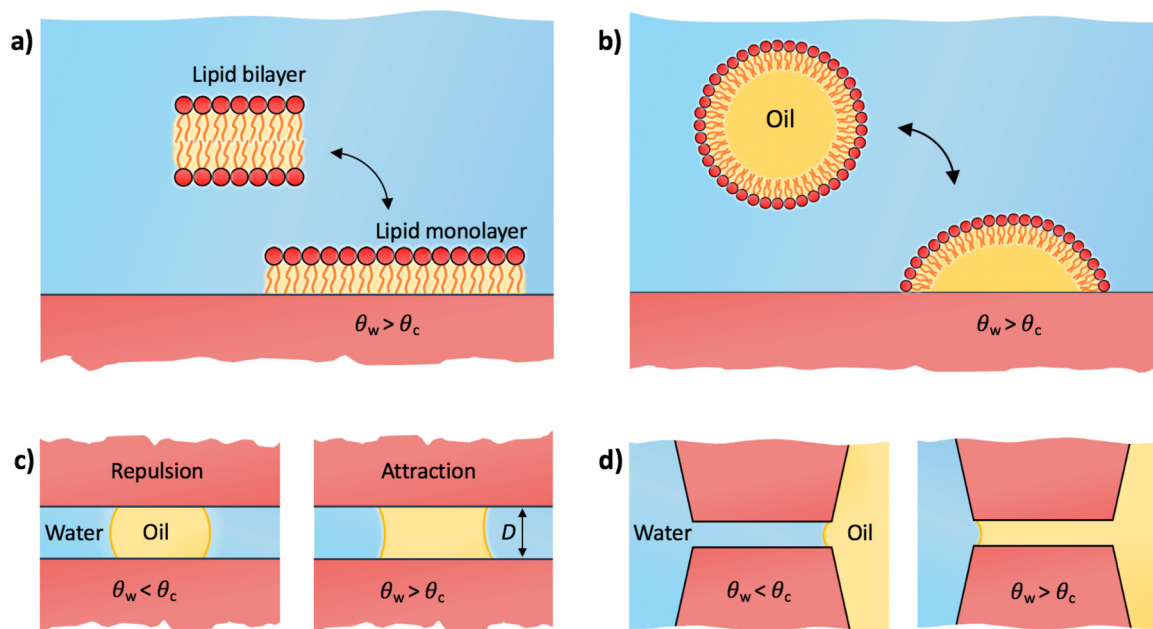 a)
Lipid bilayer
Lipid monolayer
θw > θc
b)
Oil
θw > θc
c)
Repulsion
Water
Oil
θw < θc
Attraction
D
θw > θc
d)
Water
Oil
θw < θc
θw > θc